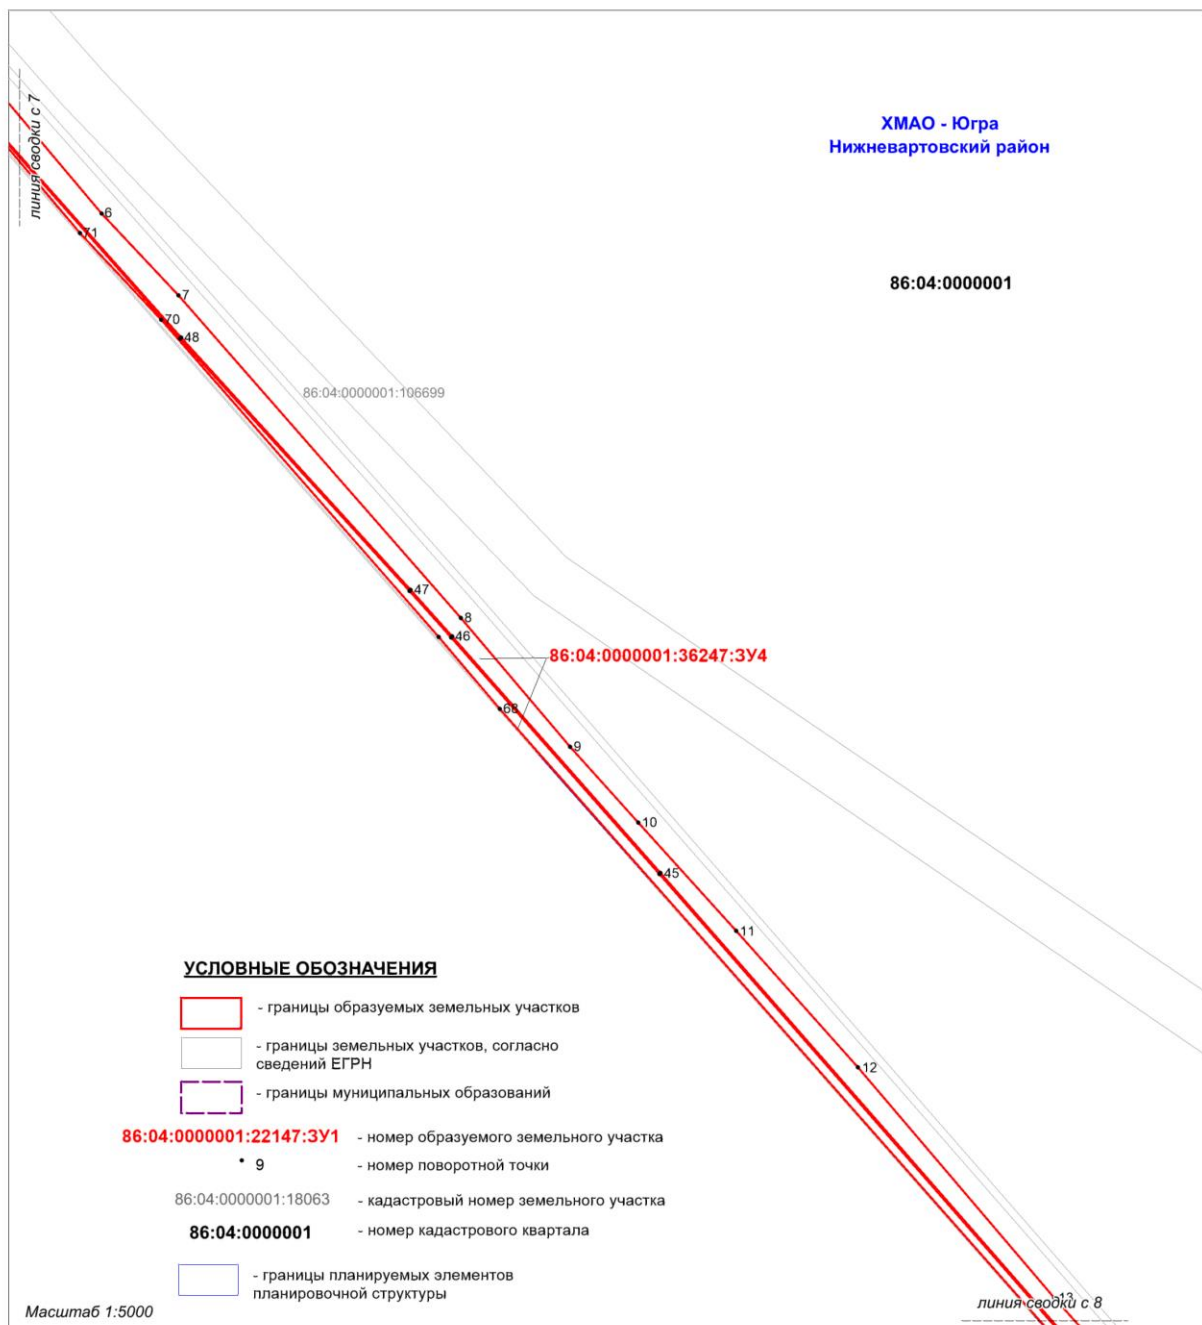 линия сводки с 7
ХМАО - Югра
Нижневартовский район
6
71
86:04:0000001
7
70
48
86:04:0000001:106699
47
8
46
86:04:0000001:36247:ЗУ4
68
9
10
45
11
УСЛОВНЫЕ ОБОЗНАЧЕНИЯ
- границы образуемых земельных участков
- границы земельных участков, согласно
сведений ЕГРН
12
- границы муниципальных образований
86:04:0000001:22147:ЗУ1 - номер образуемого земельного участка
9 - номер поворотной точки
86:04:0000001:18063 - кадастровый номер земельного участка
86:04:0000001 - номер кадастрового квартала
- границы планируемых элементов
планировочной структуры
13
линия сводки с 8
Масштаб 1:5000